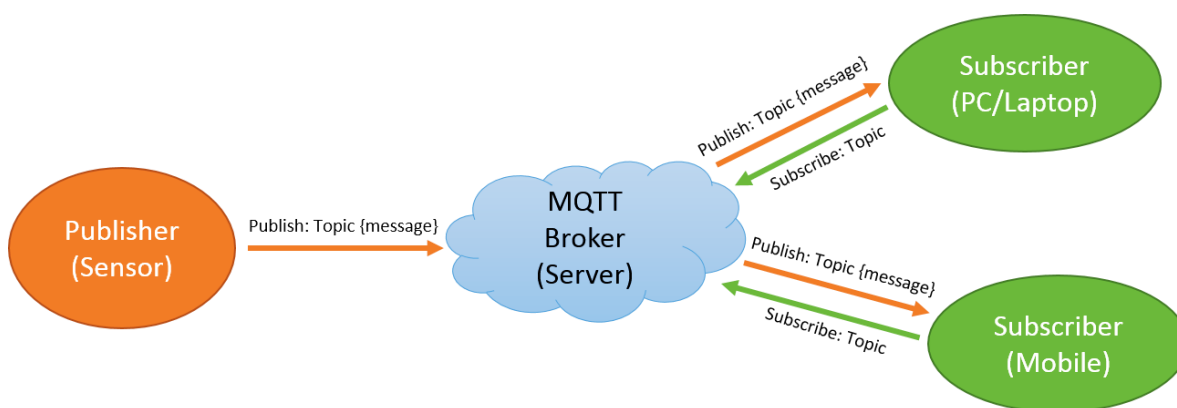 Publisher
(Sensor)
Publish: Topic {message}
MQTT
Broker
(Server)
Publish: Topic {message}
Subscribe: Topic
Subscriber
(PC/Laptop)
Publish: Topic {message}
Subscribe: Topic
Subscriber
(Mobile)